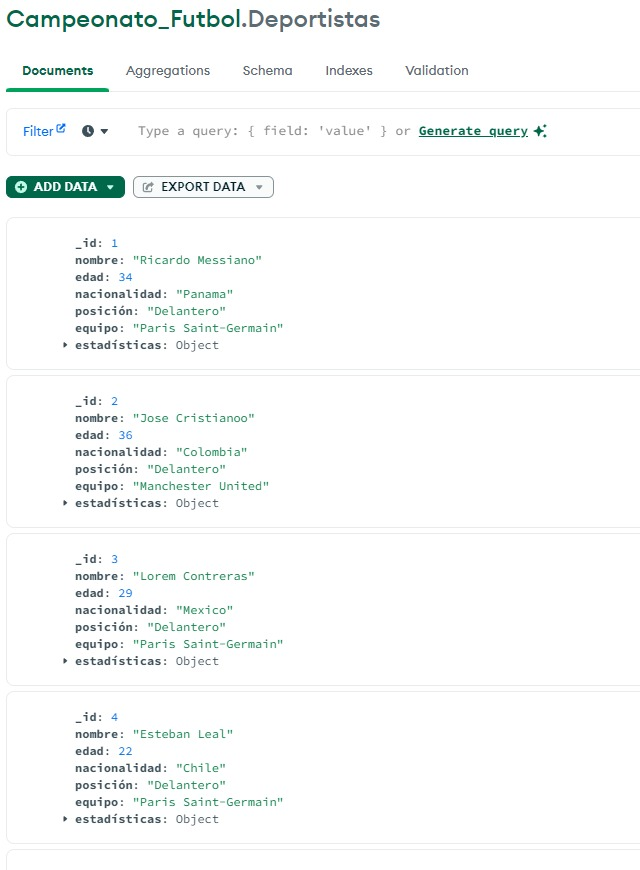 Campeonato_Futbol.Deportistas
Documents Aggregations Schema Indexes Validation
Filter Type a query: { field: 'value' } or Generate query
ADD DATA EXPORT DATA
_id: 1
nombre: "Ricardo Messiano"
edad: 34
nacionalidad: "Panama"
posición: "Delantero"
equipo: "Paris Saint-Germain"
estadísticas: Object
_id: 2
nombre: "Jose Cristianoo"
edad: 36
nacionalidad: "Colombia"
posición: "Delantero"
equipo: "Manchester United"
estadísticas: Object
_id: 3
nombre: "Lorem Contreras"
edad: 29
nacionalidad: "Mexico"
posición: "Delantero"
equipo: "Paris Saint-Germain"
estadísticas: Object
_id: 4
nombre: "Esteban Leal"
edad: 22
nacionalidad: "Chile"
posición: "Delantero"
equipo: "Paris Saint-Germain"
estadísticas: Object